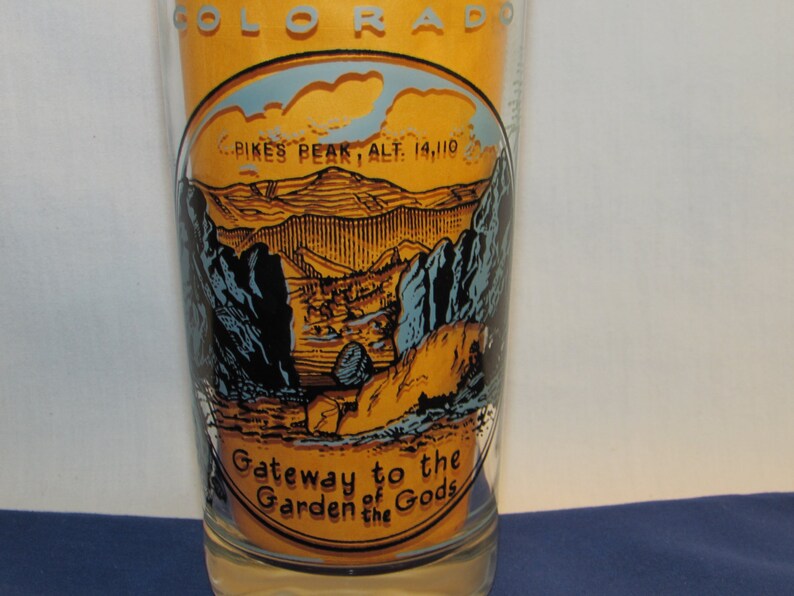 COLORADO
PIKES PEAK, ALT. 14,110
Gateway to the
Garden of the Gods